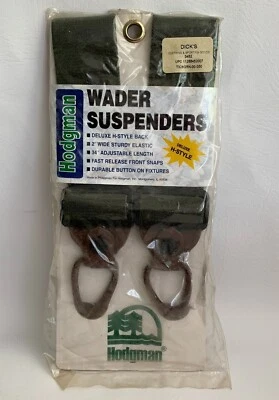 DICK'S
Hodgman
WADER
SUSPENDERS
DELUXE H-STYLE BACK
2" WIDE STURDY ELASTIC
34" ADJUSTABLE LENGTH
FAST RELEASE FRONT SNAPS
DURABLE BUTTON ON FIXTURES
DELUXE
H-STYLE
Hodgman